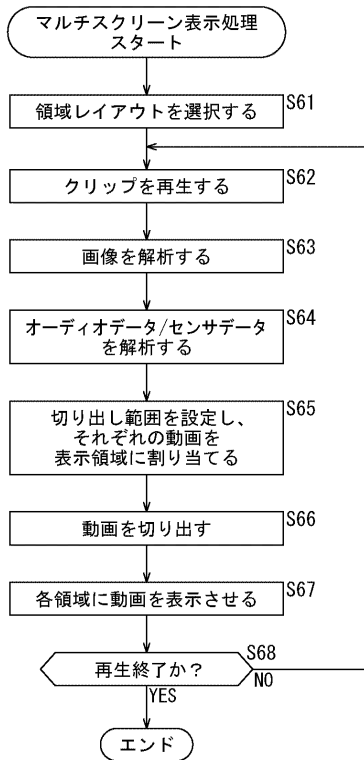 マルチスクリーン表示処理
スタート
領域レイアウトを選択する
S61
クリップを再生する
S62
画像を解析する
S63
オーディオデータ/センサデータ
を解析する
S64
切り出し範囲を設定し、
それぞれの動画を
表示領域に割り当てる
S65
動画を切り出す
S66
各領域に動画を表示させる
S67
再生終了か?
S68
NO
YES
エンド